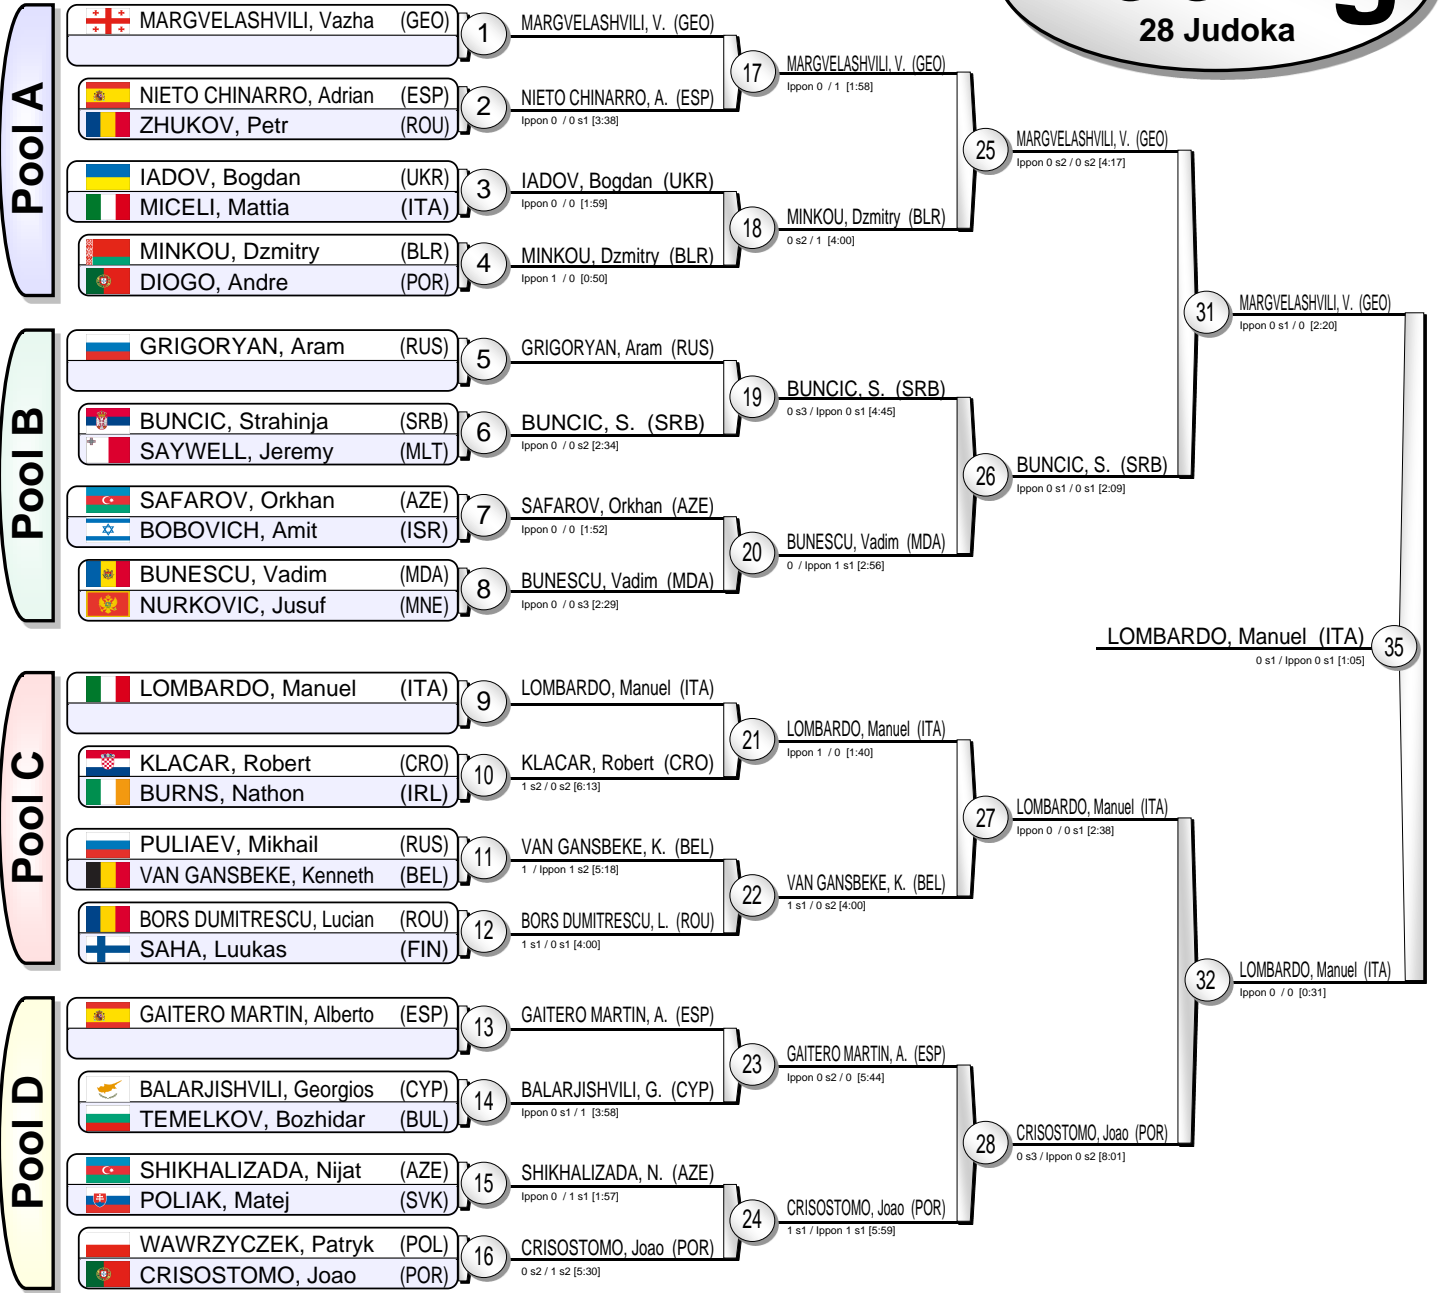 28 Judoka
Pool A
MARGVELASHVILI, Vazha (GEO)
1
MARGVELASHVILI, V. (GEO)
NIETO CHINARRO, Adrian (ESP)
ZHUKOV, Petr (ROU)
2
NIETO CHINARRO, A. (ESP)
Ippon 0 / 0 s1 [3:38]
17
MARGVELASHVILI, V. (GEO)
Ippon 0 / 1 [1:58]
IADOV, Bogdan (UKR)
MICELI, Mattia (ITA)
3
IADOV, Bogdan (UKR)
Ippon 0 / 0 [1:59]
MINKOU, Dzmitry (BLR)
DIOGO, Andre (POR)
4
MINKOU, Dzmitry (BLR)
Ippon 1 / 0 [0:50]
18
MINKOU, Dzmitry (BLR)
0 s2 / 1 [4:00]
25
MARGVELASHVILI, V. (GEO)
Ippon 0 s2 / 0 s2 [4:17]
Pool B
GRIGORYAN, Aram (RUS)
5
GRIGORYAN, Aram (RUS)
BUNCIC, Strahinja (SRB)
SAYWELL, Jeremy (MLT)
6
BUNCIC, S. (SRB)
Ippon 0 / 0 s2 [2:34]
19
BUNCIC, S. (SRB)
0 s3 / Ippon 0 s1 [4:45]
SAFAROV, Orkhan (AZE)
BOBOVICH, Amit (ISR)
7
SAFAROV, Orkhan (AZE)
Ippon 0 / 0 [1:52]
BUNESCU, Vadim (MDA)
NURKOVIC, Jusuf (MNE)
8
BUNESCU, Vadim (MDA)
Ippon 0 / 0 s3 [2:29]
20
BUNESCU, Vadim (MDA)
0 / Ippon 1 s1 [2:56]
26
BUNCIC, S. (SRB)
Ippon 0 s1 / 0 s1 [2:09]
31
MARGVELASHVILI, V. (GEO)
Ippon 0 s1 / 0 [2:20]
LOMBARDO, Manuel (ITA)
0 s1 / Ippon 0 s1 [1:05]
35
Pool C
LOMBARDO, Manuel (ITA)
9
LOMBARDO, Manuel (ITA)
KLACAR, Robert (CRO)
BURNS, Nathon (IRL)
10
KLACAR, Robert (CRO)
1 s2 / 0 s2 [6:13]
21
LOMBARDO, Manuel (ITA)
Ippon 1 / 0 [1:40]
PULIAEV, Mikhail (RUS)
VAN GANSBEKE, Kenneth (BEL)
11
VAN GANSBEKE, K. (BEL)
1 / Ippon 1 s2 [5:18]
BORS DUMITRESCU, Lucian (ROU)
SAHA, Luukas (FIN)
12
BORS DUMITRESCU, L. (ROU)
1 s1 / 0 s1 [4:00]
22
VAN GANSBEKE, K. (BEL)
1 s1 / 0 s2 [4:00]
27
LOMBARDO, Manuel (ITA)
Ippon 0 / 0 s1 [2:38]
Pool D
GAITERO MARTIN, Alberto (ESP)
13
GAITERO MARTIN, A. (ESP)
BALARJISHVILI, Georgios (CYP)
TEMELKOV, Bozhidar (BUL)
14
BALARJISHVILI, G. (CYP)
Ippon 0 s1 / 1 [3:58]
23
GAITERO MARTIN, A. (ESP)
Ippon 0 s2 / 0 [5:44]
SHIKHALIZADA, Nijat (AZE)
POLIAK, Matej (SVK)
15
SHIKHALIZADA, N. (AZE)
Ippon 0 / 1 s1 [1:57]
WAWRZYCZEK, Patryk (POL)
CRISOSTOMO, Joao (POR)
16
CRISOSTOMO, Joao (POR)
0 s2 / 1 s2 [5:30]
24
CRISOSTOMO, Joao (POR)
1 s1 / Ippon 1 s1 [5:59]
28
CRISOSTOMO, Joao (POR)
0 s3 / Ippon 0 s2 [8:01]
32
LOMBARDO, Manuel (ITA)
Ippon 0 / 0 [0:31]